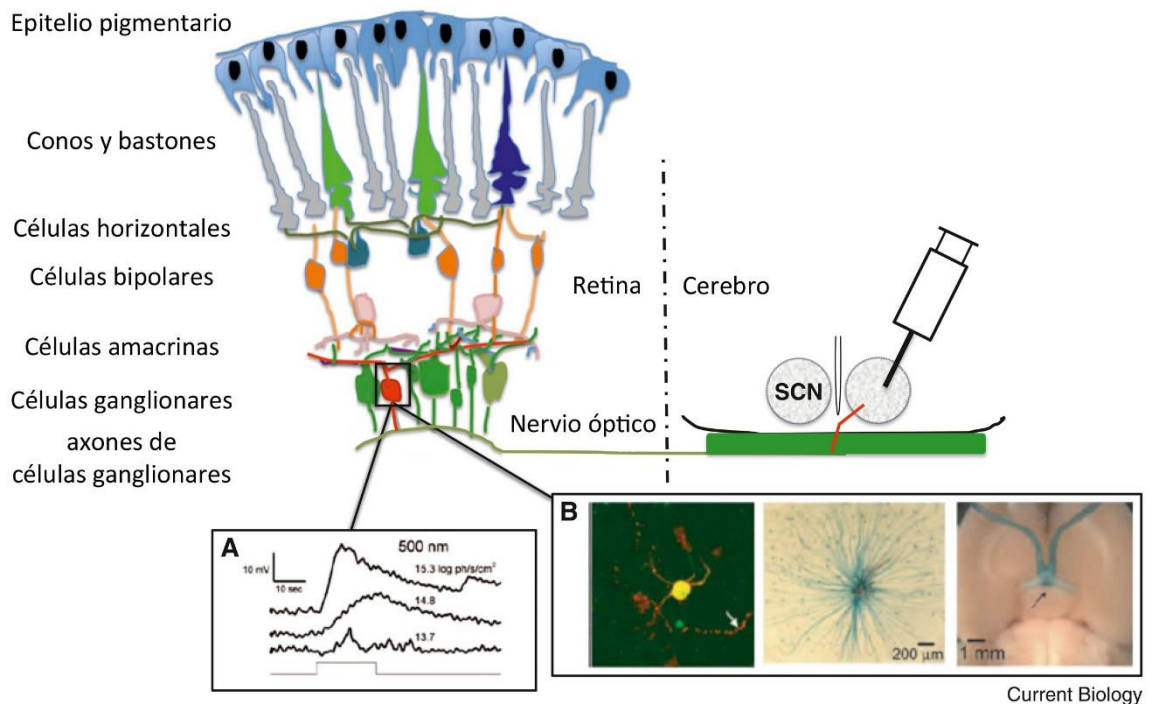 Epitelio pigmentario
Conos y bastones
Células horizontales
Células bipolares
Retina
Cerebro
Células amacrinas
SCN
Células ganglionares
Nervio óptico
axones de
células ganglionares
A
500 nm
10 mV
10 sec
15.3 log ph/s/cm²
14.8
13.7
B
200 µm
1 mm
Current Biology